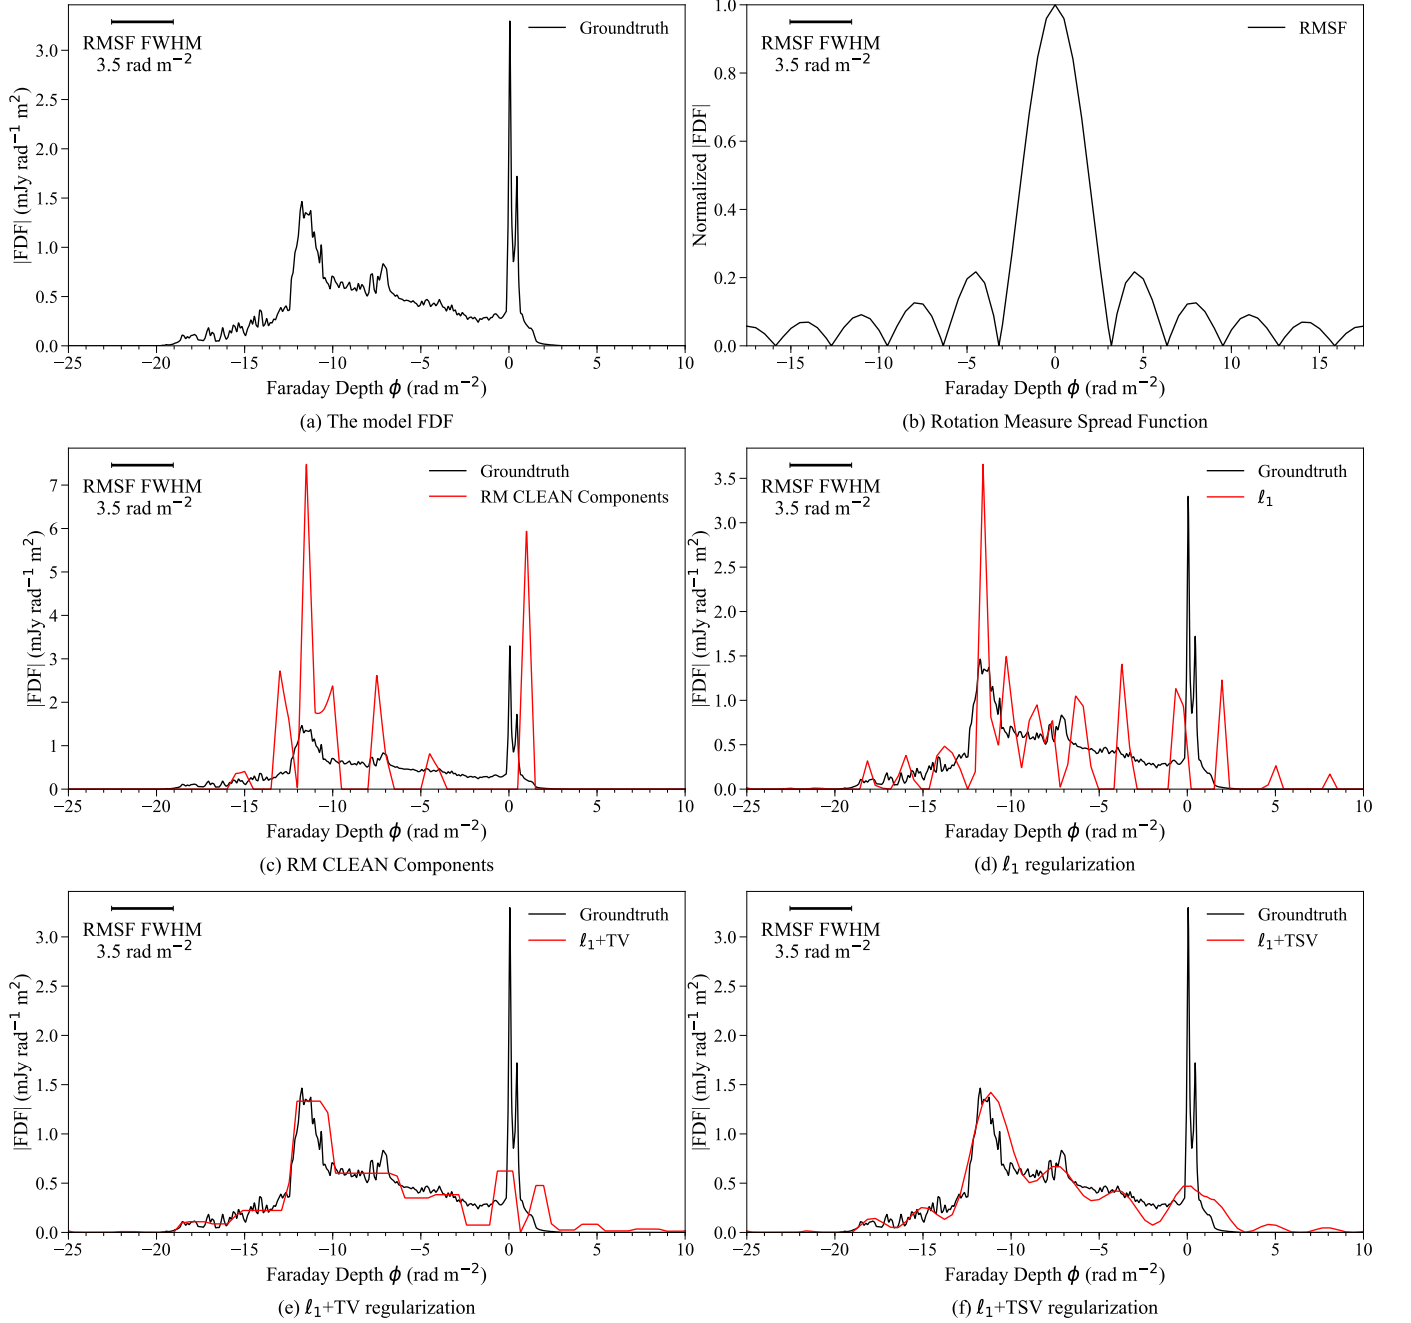 RMSF FWHM
3.5 rad m−2
Groundtruth
3.0
2.5
2.0
1.5
1.0
0.5
0.0
|FDF| (mJy rad−1 m2)
−25 −20 −15 −10 −5 0 5 10
Faraday Depth ϕ (rad m−2)
(a) The model FDF
RMSF FWHM
3.5 rad m−2
RMSF
1.0
0.8
0.6
0.4
0.2
0.0
Normalized |FDF|
−15 −10 −5 0 5 10 15
Faraday Depth ϕ (rad m−2)
(b) Rotation Measure Spread Function
RMSF FWHM
3.5 rad m−2
Groundtruth
RM CLEAN Components
7
6
5
4
3
2
1
0
|FDF| (mJy rad−1 m2)
−25 −20 −15 −10 −5 0 5 10
Faraday Depth ϕ (rad m−2)
(c) RM CLEAN Components
RMSF FWHM
3.5 rad m−2
Groundtruth
ℓ1
3.5
3.0
2.5
2.0
1.5
1.0
0.5
0.0
|FDF| (mJy rad−1 m2)
−25 −20 −15 −10 −5 0 5 10
Faraday Depth ϕ (rad m−2)
(d) ℓ1 regularization
RMSF FWHM
3.5 rad m−2
Groundtruth
ℓ1+TV
3.0
2.5
2.0
1.5
1.0
0.5
0.0
|FDF| (mJy rad−1 m2)
−25 −20 −15 −10 −5 0 5 10
Faraday Depth ϕ (rad m−2)
(e) ℓ1+TV regularization
RMSF FWHM
3.5 rad m−2
Groundtruth
ℓ1+TSV
3.0
2.5
2.0
1.5
1.0
0.5
0.0
|FDF| (mJy rad−1 m2)
−25 −20 −15 −10 −5 0 5 10
Faraday Depth ϕ (rad m−2)
(f) ℓ1+TSV regularization